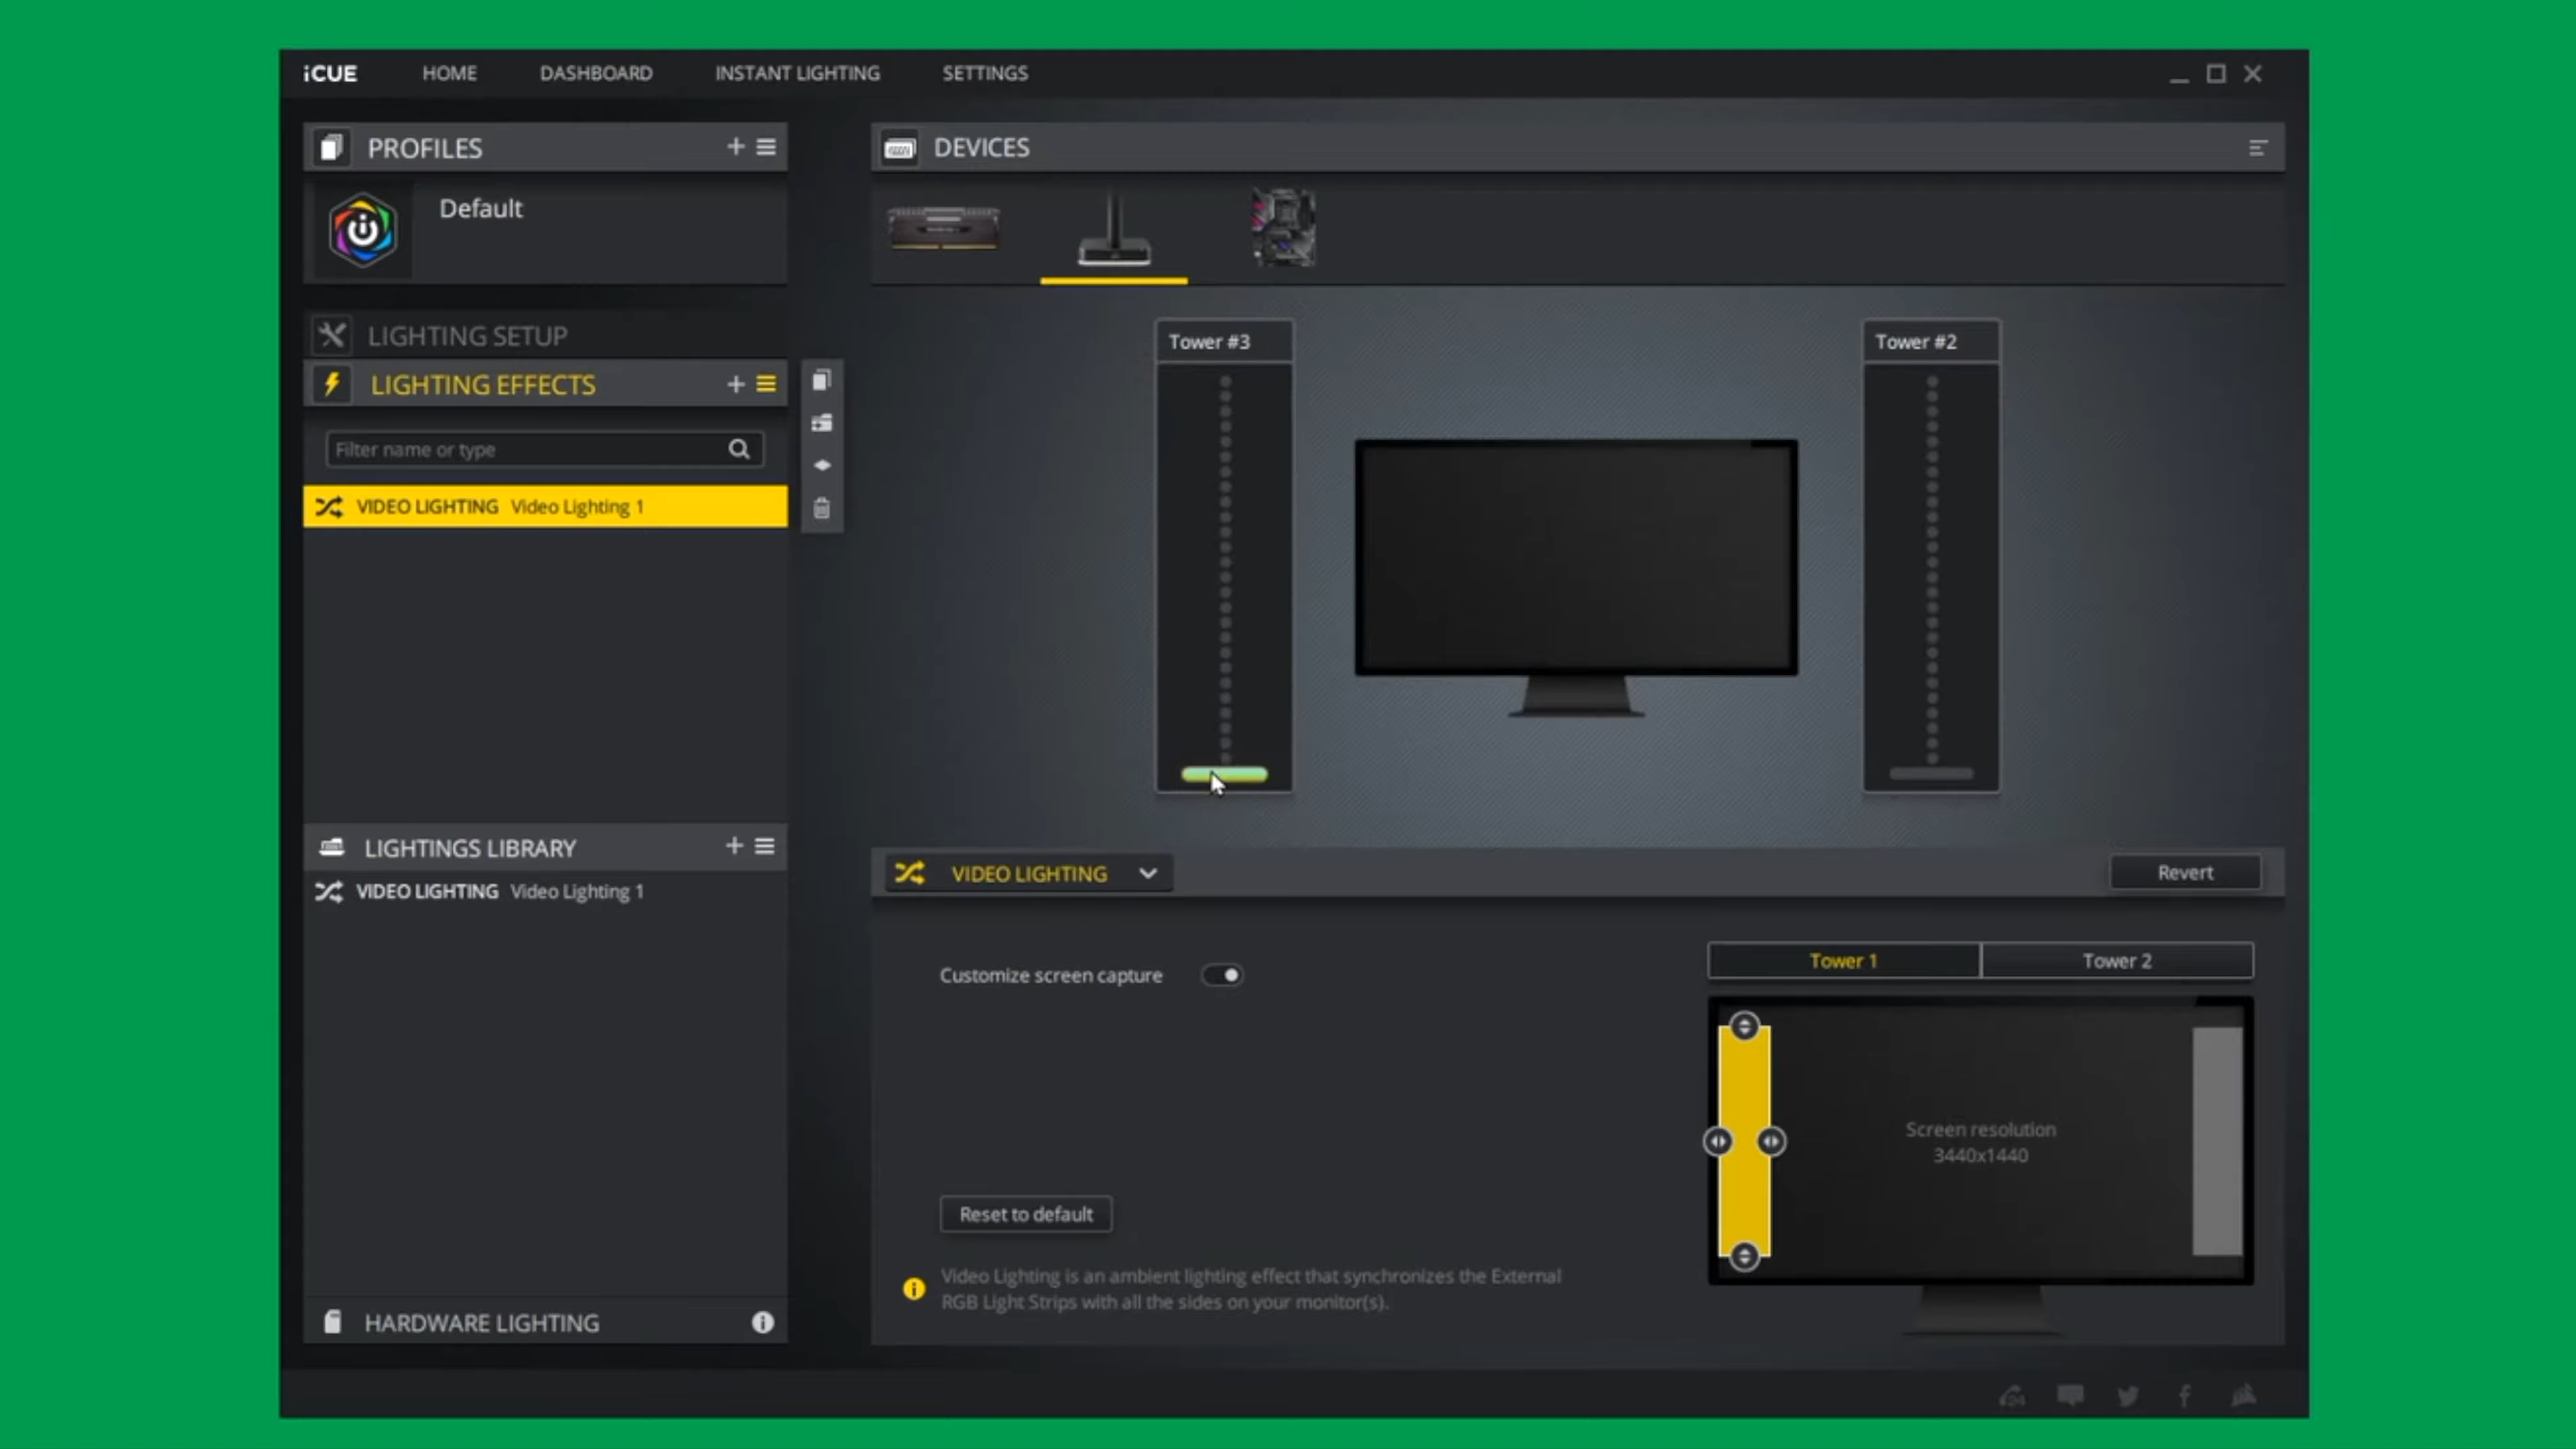 iCUE HOME DASHBOARD INSTANT LIGHTING SETTINGS
PROFILES
Default
LIGHTING SETUP
LIGHTING EFFECTS
Filter name or type
VIDEO LIGHTING Video Lighting 1
LIGHTINGS LIBRARY
VIDEO LIGHTING Video Lighting 1
HARDWARE LIGHTING
DEVICES
Tower #3
Tower #2
VIDEO LIGHTING
Revert
Customize screen capture
Tower 1
Tower 2
Screen resolution
3440x1440
Reset to default
Video Lighting is an ambient lighting effect that synchronizes the External
RGB Light Strips with all the sides on your monitor(s).